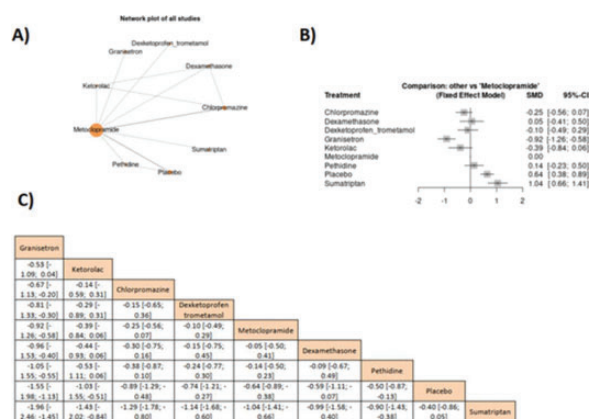 A)
Network plot of all studies
Dexketoprofen_trometamol
Granisetron
Dexamethasone
Ketorolac
Chlorpromazine
Metoclopramide
Sumatriptan
Pethidine
Placebo
B)
Comparison: other vs 'Metoclopramide'
Treatment (Fixed Effect Model) SMD 95%-CI
Chlorpromazine -0.25 [-0.56; 0.07]
Dexamethasone 0.05 [-0.41; 0.50]
Dexketoprofen_trometamol -0.10 [-0.49; 0.29]
Granisetron -0.92 [-1.26; -0.58]
Ketorolac -0.39 [-0.84; 0.06]
Metoclopramide 0.00
Pethidine 0.14 [-0.23; 0.50]
Placebo 0.64 [0.38; 0.89]
Sumatriptan 1.04 [0.66; 1.41]
-2 -1 0 1 2
C)
Granisetron
-0.53 [-
1.09; 0.04] Ketorolac
-0.67 [-
1.13; -0.20] -0.14 [-
0.59; 0.31] Chlorpromazine
-0.81 [-
1.33; -0.30] -0.29 [-
0.89; 0.31] -0.15 [-0.65;
0.36] Dexketoprofen
trometamol
-0.92 [-
1.26; -0.58] -0.39 [-
0.84; 0.06] -0.25 [-0.56;
0.07] -0.10 [-0.49;
0.29] Metoclopramide
-0.96 [-
1.53; -0.40] -0.44 [-
0.93; 0.06] -0.30 [-0.75;
0.16] -0.15 [-0.75;
0.45] -0.05 [-0.50;
0.41] Dexamethasone
-1.05 [-
1.55; -0.55] -0.53 [-
1.11; 0.06] -0.38 [-0.87;
0.10] -0.24 [-0.77;
0.30] -0.14 [-0.50;
0.23] -0.09 [-0.67;
0.49] Pethidine
-1.55 [-
1.98; -1.13] -1.03 [-
1.55; -0.51] -0.89 [-1.29; -
0.48] -0.74 [-1.21; -
0.27] -0.64 [-0.89; -
0.38] -0.59 [-1.11; -
0.07] -0.50 [-0.87; -
0.13] Placebo
-1.96 [-
2.46; -1.45] -1.43 [-
2.02; -0.84] -1.29 [-1.78; -
0.80] -1.14 [-1.68; -
0.60] -1.04 [-1.41; -
0.66] -0.99 [-1.58; -
0.40] -0.90 [-1.43; -
0.38] -0.40 [-0.86;
0.05] Sumatriptan